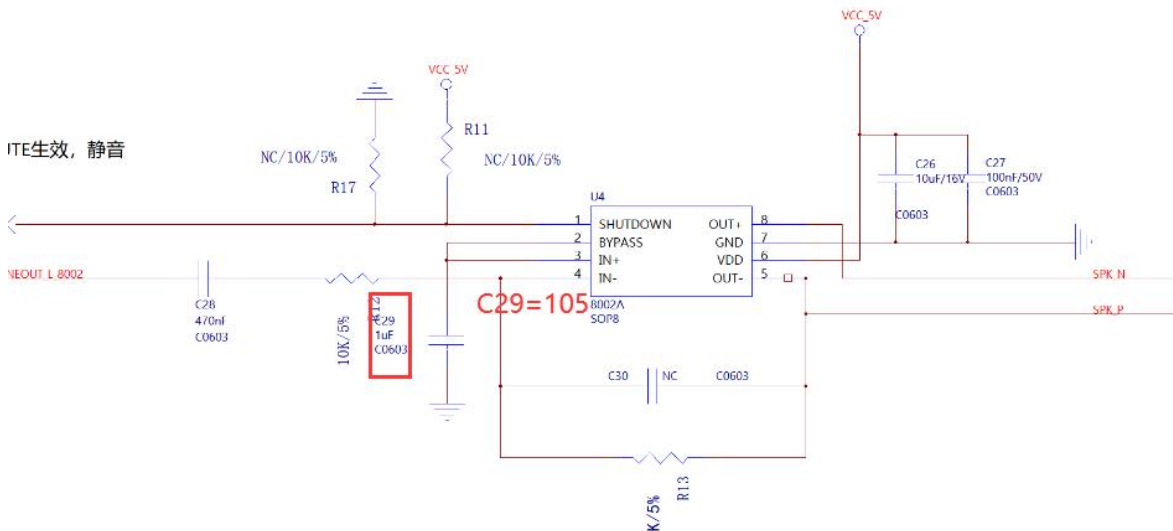 VCC_5V
VCC_5V
UTE生效，静音
R11
NC/10K/5%
NC/10K/5%
R17
C26
10uF/16V
C0603
C27
100nF/50V
C0603
U4
1
SHUTDOWN
OUT+
8
2
BYPASS
GND
7
3
IN+
VDD
6
4
IN-
OUT-
5
8002A
SOP8
NEOUT_L_8002
SPK_N
SPK_P
C28
470nF
C0603
R12
10K/5%
C29
1uF
C0603
C29=105
C30
NC
C0603
R13
K/5%